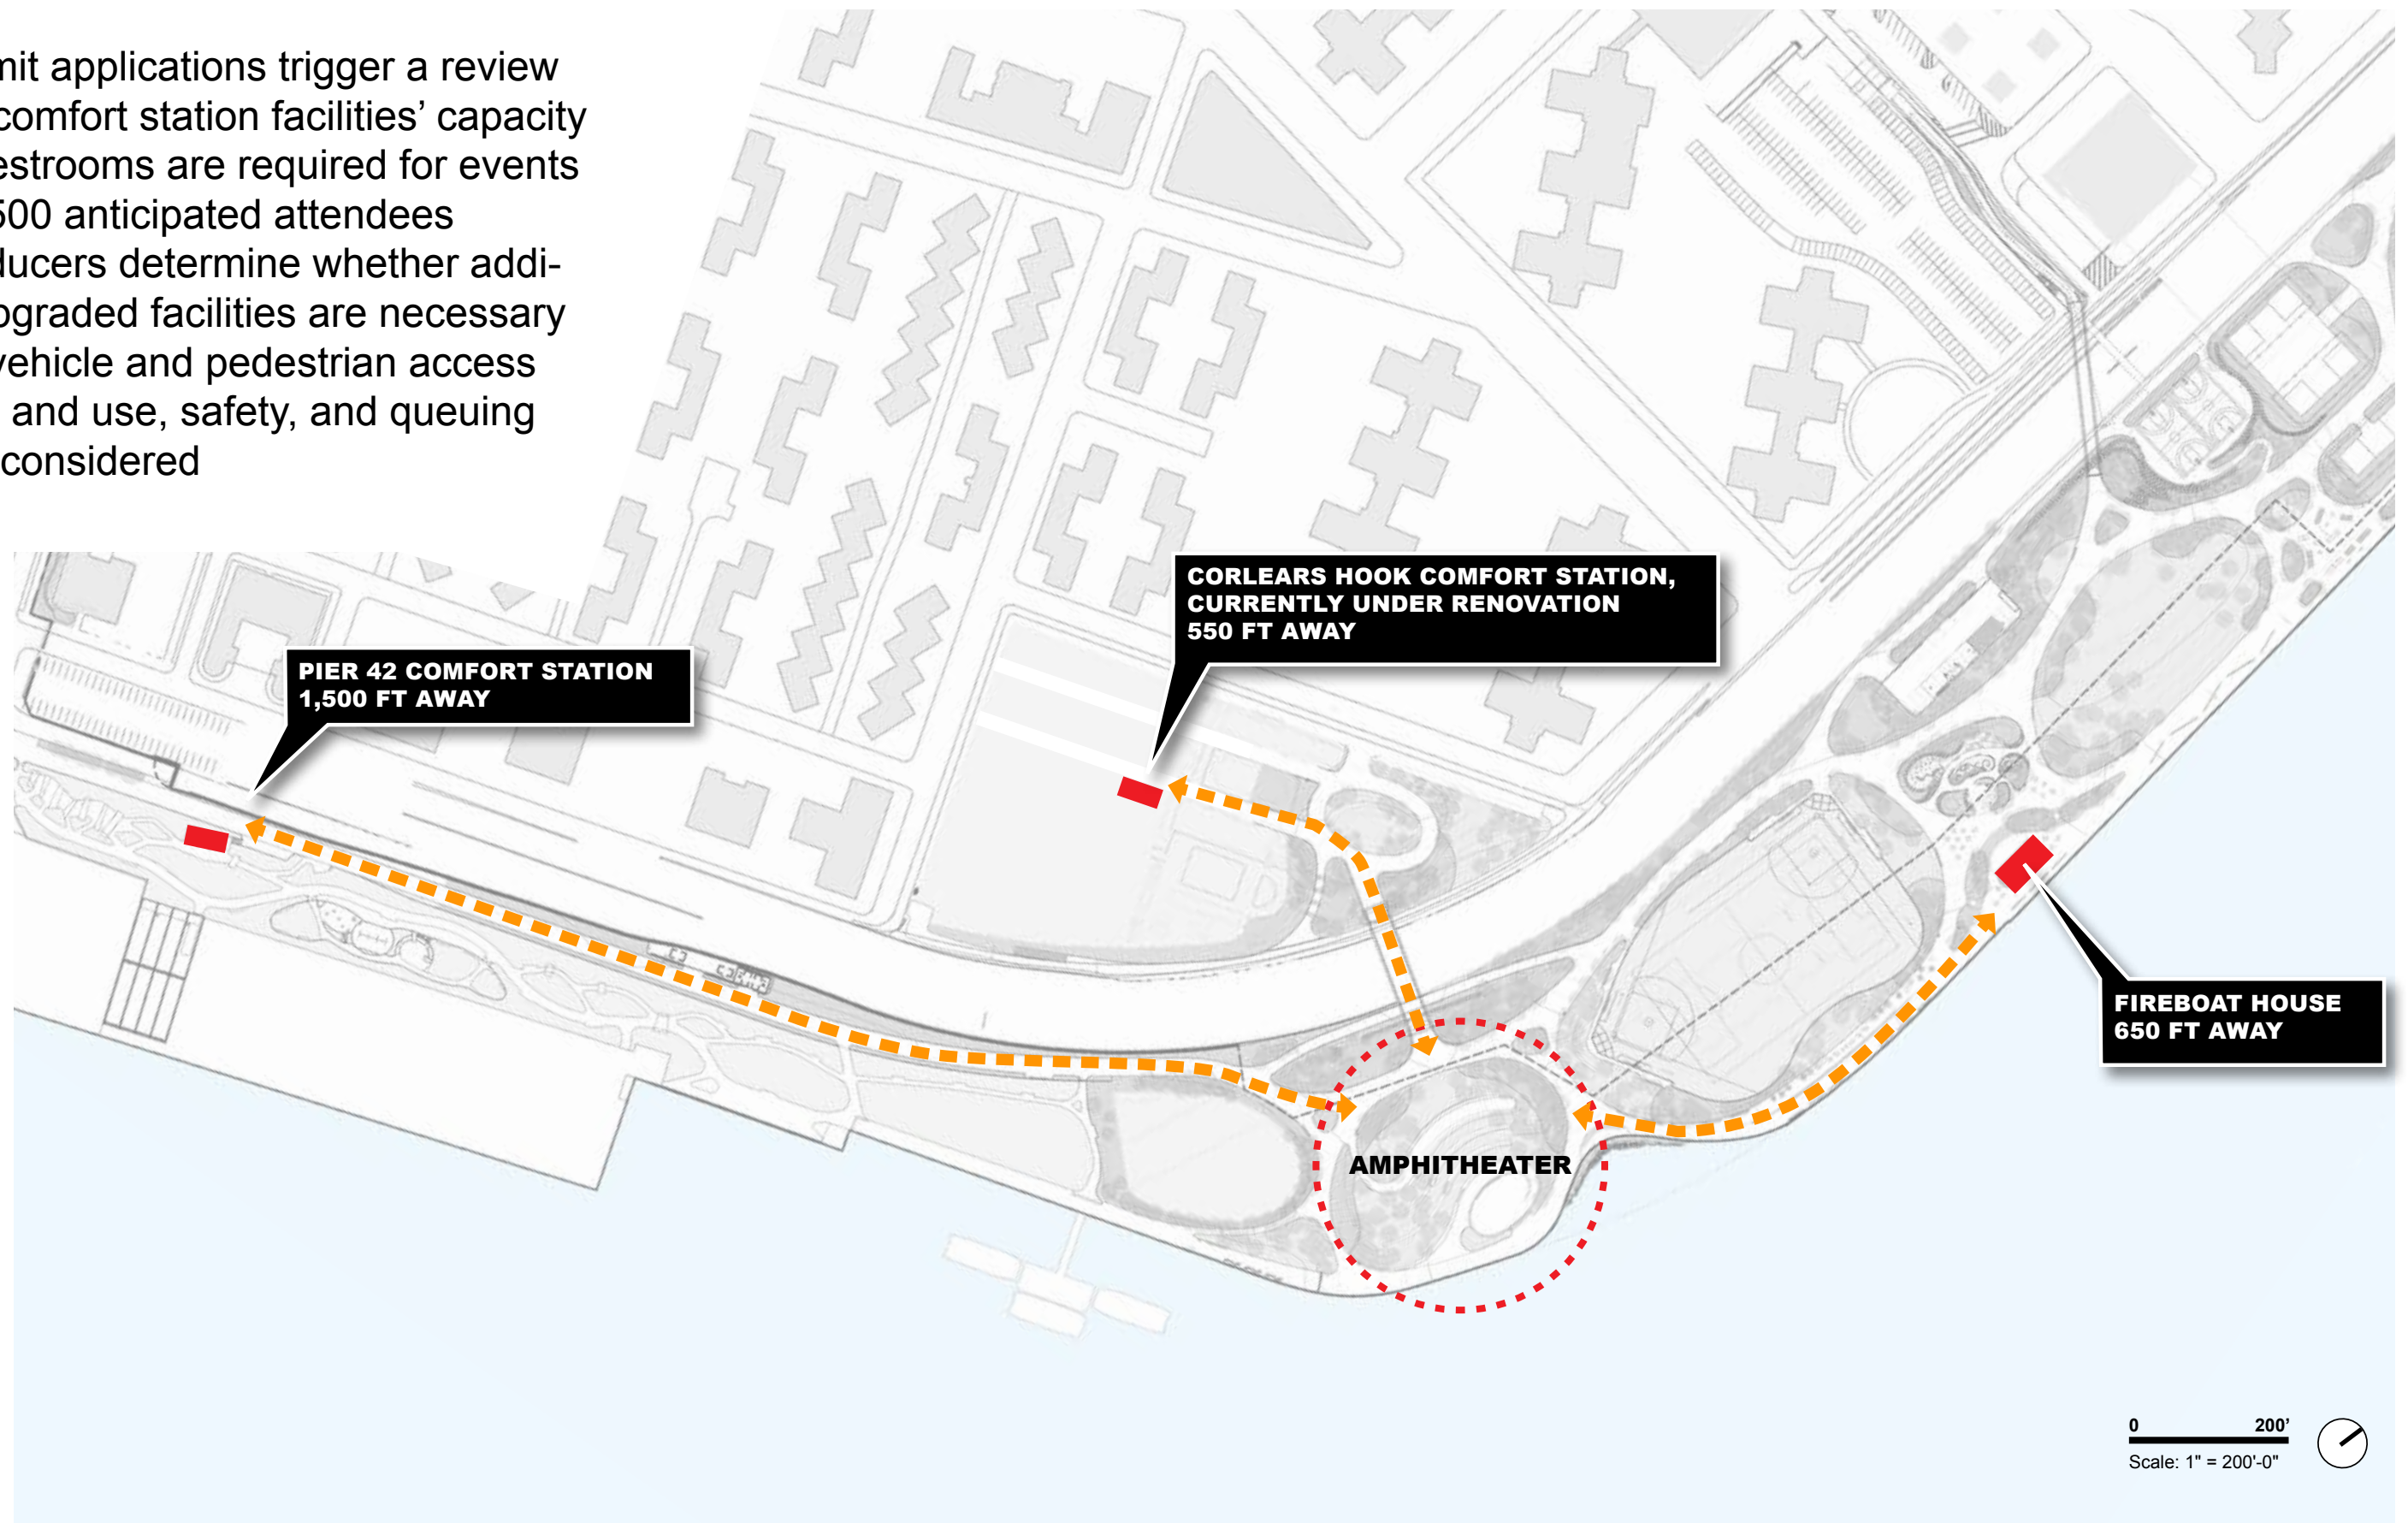 mit applications trigger a review
comfort station facilities’ capacity
estrooms are required for events
500 anticipated attendees
ducers determine whether addi-
pgraded facilities are necessary
vehicle and pedestrian access
and use, safety, and queuing
considered
CORLEARS HOOK COMFORT STATION,
CURRENTLY UNDER RENOVATION
550 FT AWAY
PIER 42 COMFORT STATION
1,500 FT AWAY
FIREBOAT HOUSE
650 FT AWAY
AMPHITHEATER
0 200'
Scale: 1" = 200'-0"